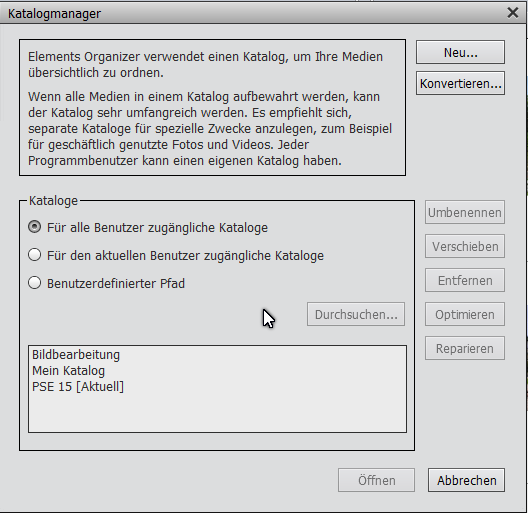 Katalogmanager
Elements Organizer verwendet einen Katalog, um Ihre Medien
übersichtlich zu ordnen.
Wenn alle Medien in einem Katalog aufbewahrt werden, kann
der Katalog sehr umfangreich werden. Es empfiehlt sich,
separate Kataloge für spezielle Zwecke anzulegen, zum Beispiel
für geschäftlich genutzte Fotos und Videos. Jeder
Programmbenutzer kann einen eigenen Katalog haben.
Neu...
Konvertieren...
Kataloge
Für alle Benutzer zugängliche Kataloge
Für den aktuellen Benutzer zugängliche Kataloge
Benutzerdefinierter Pfad
Durchsuchen...
Bildbearbeitung
Mein Katalog
PSE 15 [Aktuell]
Umbenennen
Verschieben
Entfernen
Optimieren
Reparieren
Öffnen
Abbrechen